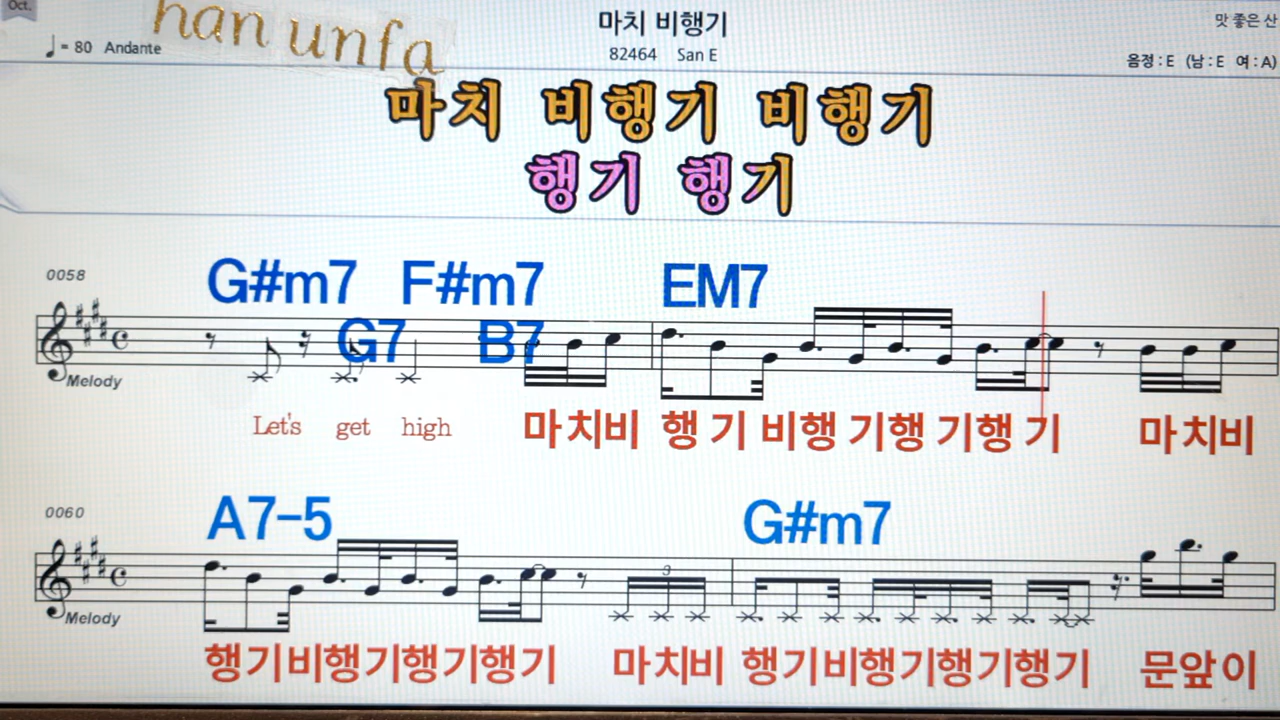 Oct.
han unfa
마치 비행기
맛 좋은 산
♩= 80 Andante
82464 San E
음정 : E (남 : E 여 : A)
마치 비행기 비행기
행기 행기
0058
G#m7 F#m7 EM7
G7 B7
Melody
Let's get high 마치비 행기 비행 기행 기행 기 마치비
0060
A7-5 G#m7
3
Melody
행기비행기행기행기 마치비 행기비행기행기행기 문앞이